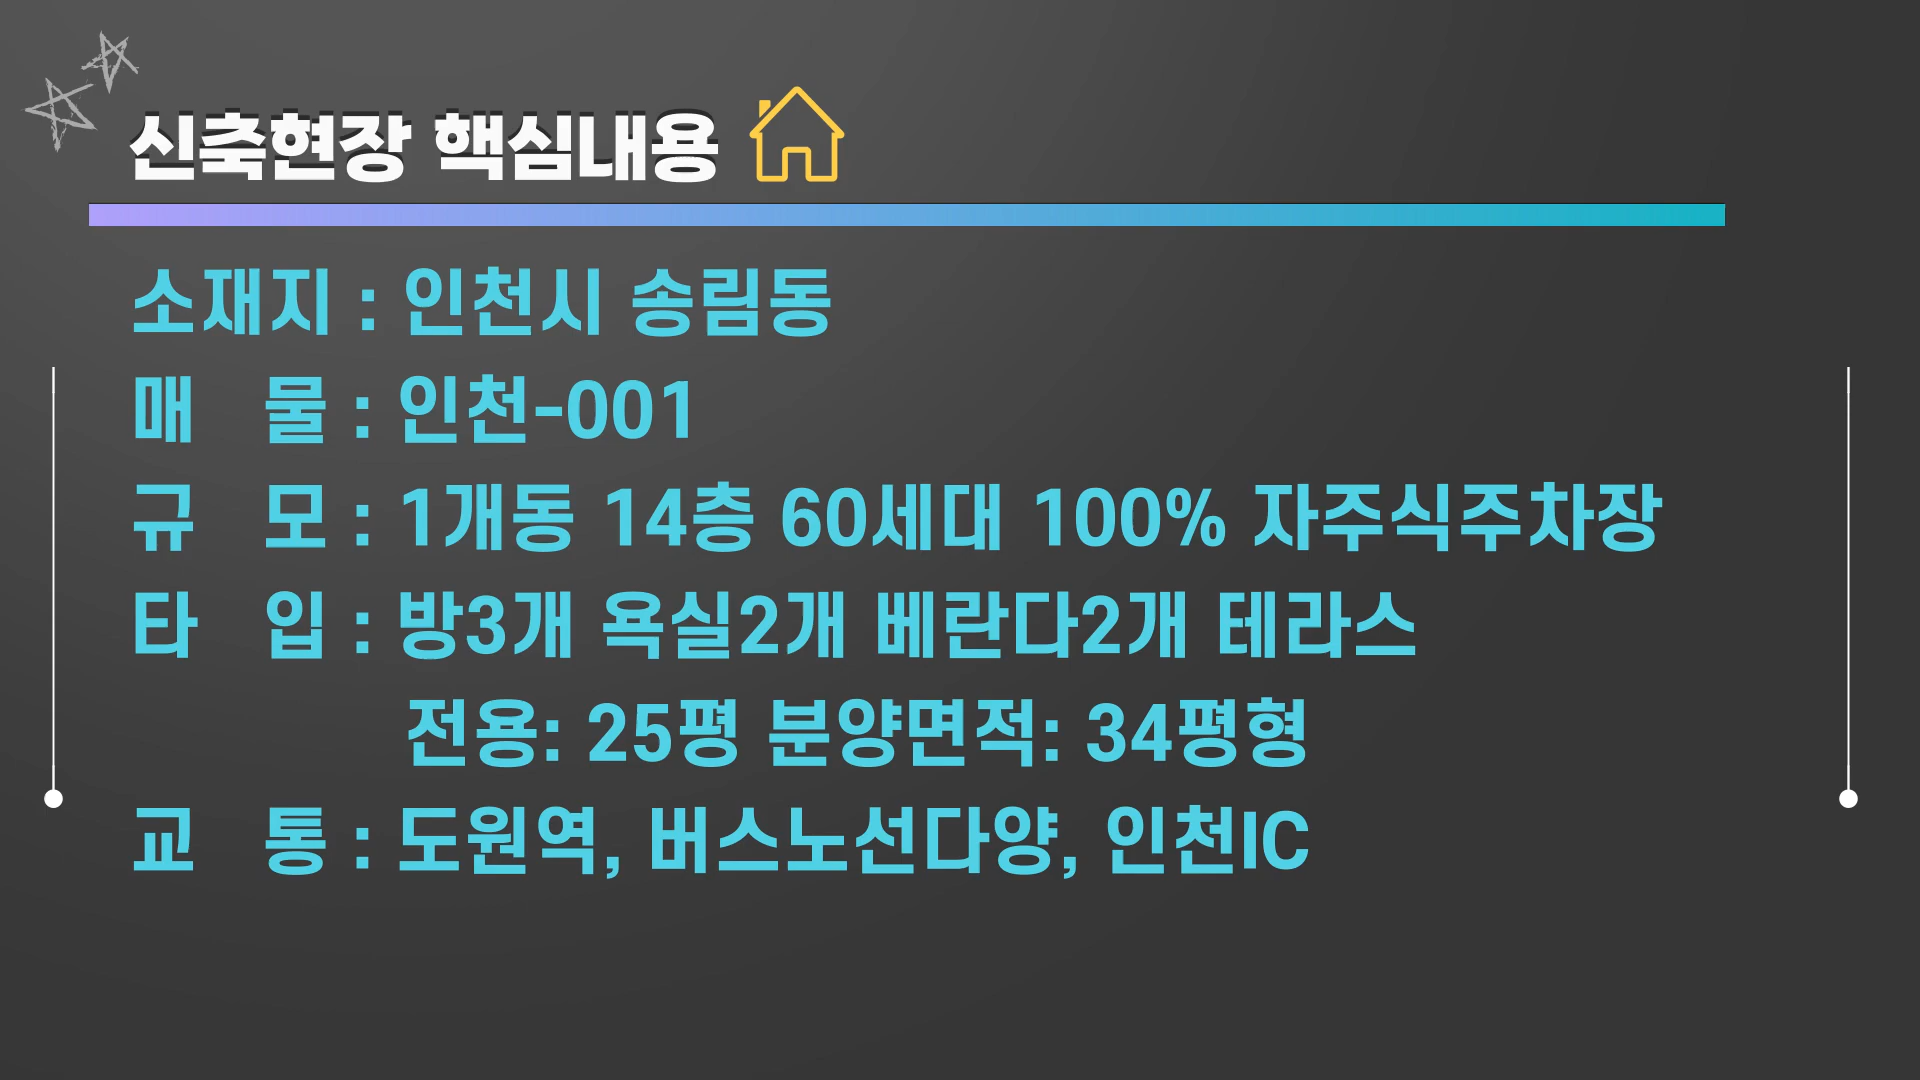 신축현장 핵심내용
소재지 : 인천시 송림동
매 물 : 인천-001
규 모 : 1개동 14층 60세대 100% 자주식주차장
타 입 : 방3개 욕실2개 베란다2개 테라스
전용: 25평 분양면적: 34평형
교 통 : 도원역, 버스노선다양, 인천IC